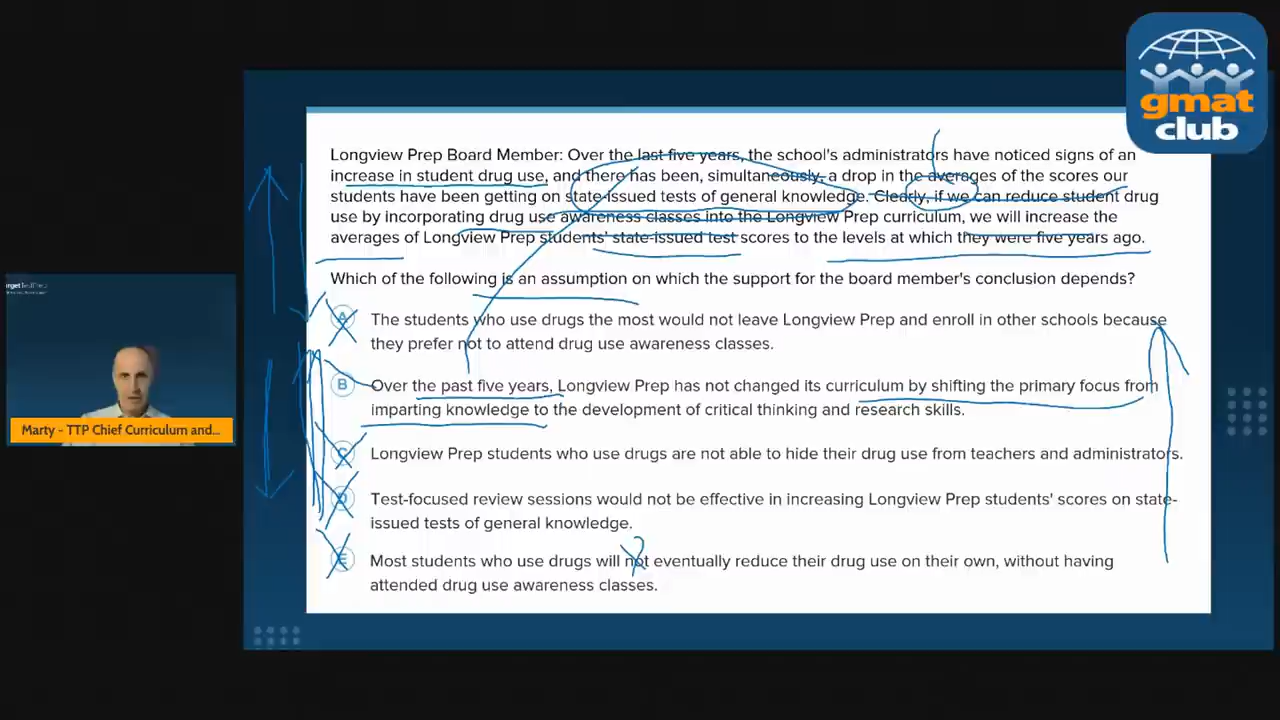 gmat
club
Longview Prep Board Member: Over the last five years, the school's administrators have noticed signs of an
increase in student drug use, and there has been, simultaneously, a drop in the averages of the scores our
students have been getting on state-issued tests of general knowledge. Clearly, if we can reduce student drug
use by incorporating drug use awareness classes into the Longview Prep curriculum, we will increase the
averages of Longview Prep students' state-issued test scores to the levels at which they were five years ago.
Which of the following is an assumption on which the support for the board member's conclusion depends?
A The students who use drugs the most would not leave Longview Prep and enroll in other schools because
they prefer not to attend drug use awareness classes.
B Over the past five years, Longview Prep has not changed its curriculum by shifting the primary focus from
imparting knowledge to the development of critical thinking and research skills.
C Longview Prep students who use drugs are not able to hide their drug use from teachers and administrators.
D Test-focused review sessions would not be effective in increasing Longview Prep students' scores on state-
issued tests of general knowledge.
E Most students who use drugs will not eventually reduce their drug use on their own, without having
attended drug use awareness classes.
Marty - TTP Chief Curriculum and...